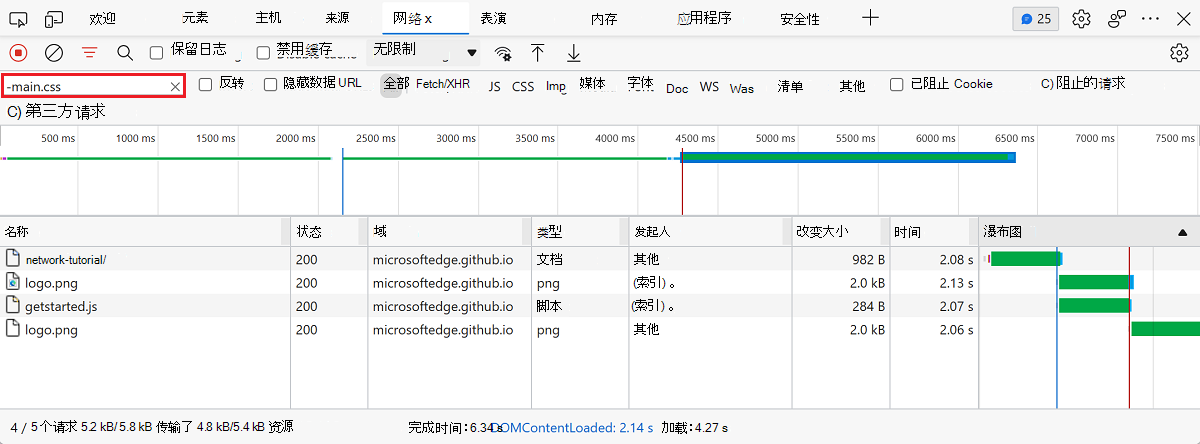 欢迎 元素 主机 来源 网络 x 表演 内存 应用程序 安全性 25
保留日志 禁用缓存 无限制
-main.css 反转 隐藏数据 URL 全部 Fetch/XHR JS CSS Img 媒体 字体 Doc WS Was 清单 其他 已阻止 Cookie C) 阻止的请求
C) 第三方请求
500 ms 1000 ms 1500 ms 2000 ms 2500 ms 3000 ms 3500 ms 4000 ms 4500 ms 5000 ms 5500 ms 6000 ms 6500 ms 7000 ms 7500 ms
名称 状态 域 类型 发起人 改变大小 时间 瀑布图
network-tutorial/ 200 microsoftedge.github.io 文档 其他 982 B 2.08 s
logo.png 200 microsoftedge.github.io png (索引) 。 2.0 kB 2.13 s
getstarted.js 200 microsoftedge.github.io 脚本 (索引) 。 284 B 2.07 s
logo.png 200 microsoftedge.github.io png 其他 2.0 kB 2.06 s
4 / 5 个请求 5.2 kB/5.8 kB 传输了 4.8 kB/5.4 kB 资源 完成时间: 6.34 s DOMContentLoaded: 2.14 s 加载: 4.27 s